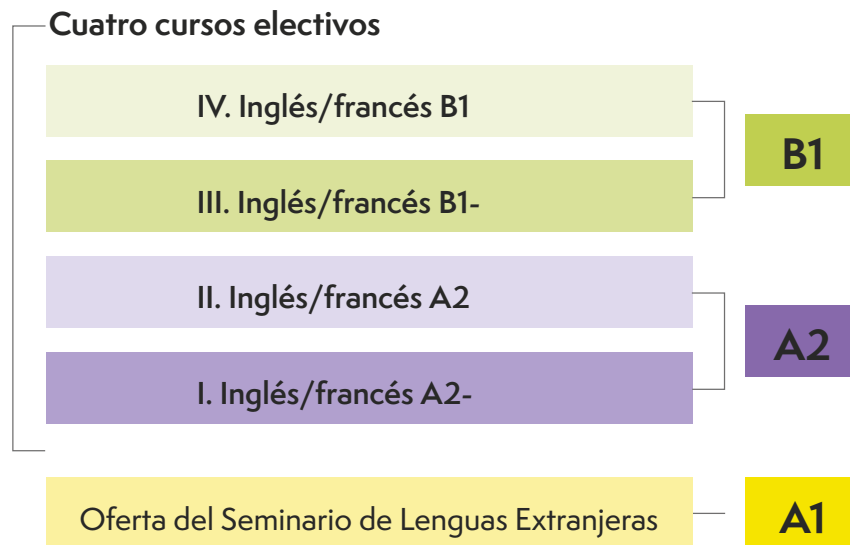 Cuatro cursos electivos
IV. Inglés/francés B1
III. Inglés/francés B1-
B1
II. Inglés/francés A2
I. Inglés/francés A2-
A2
Oferta del Seminario de Lenguas Extranjeras
A1